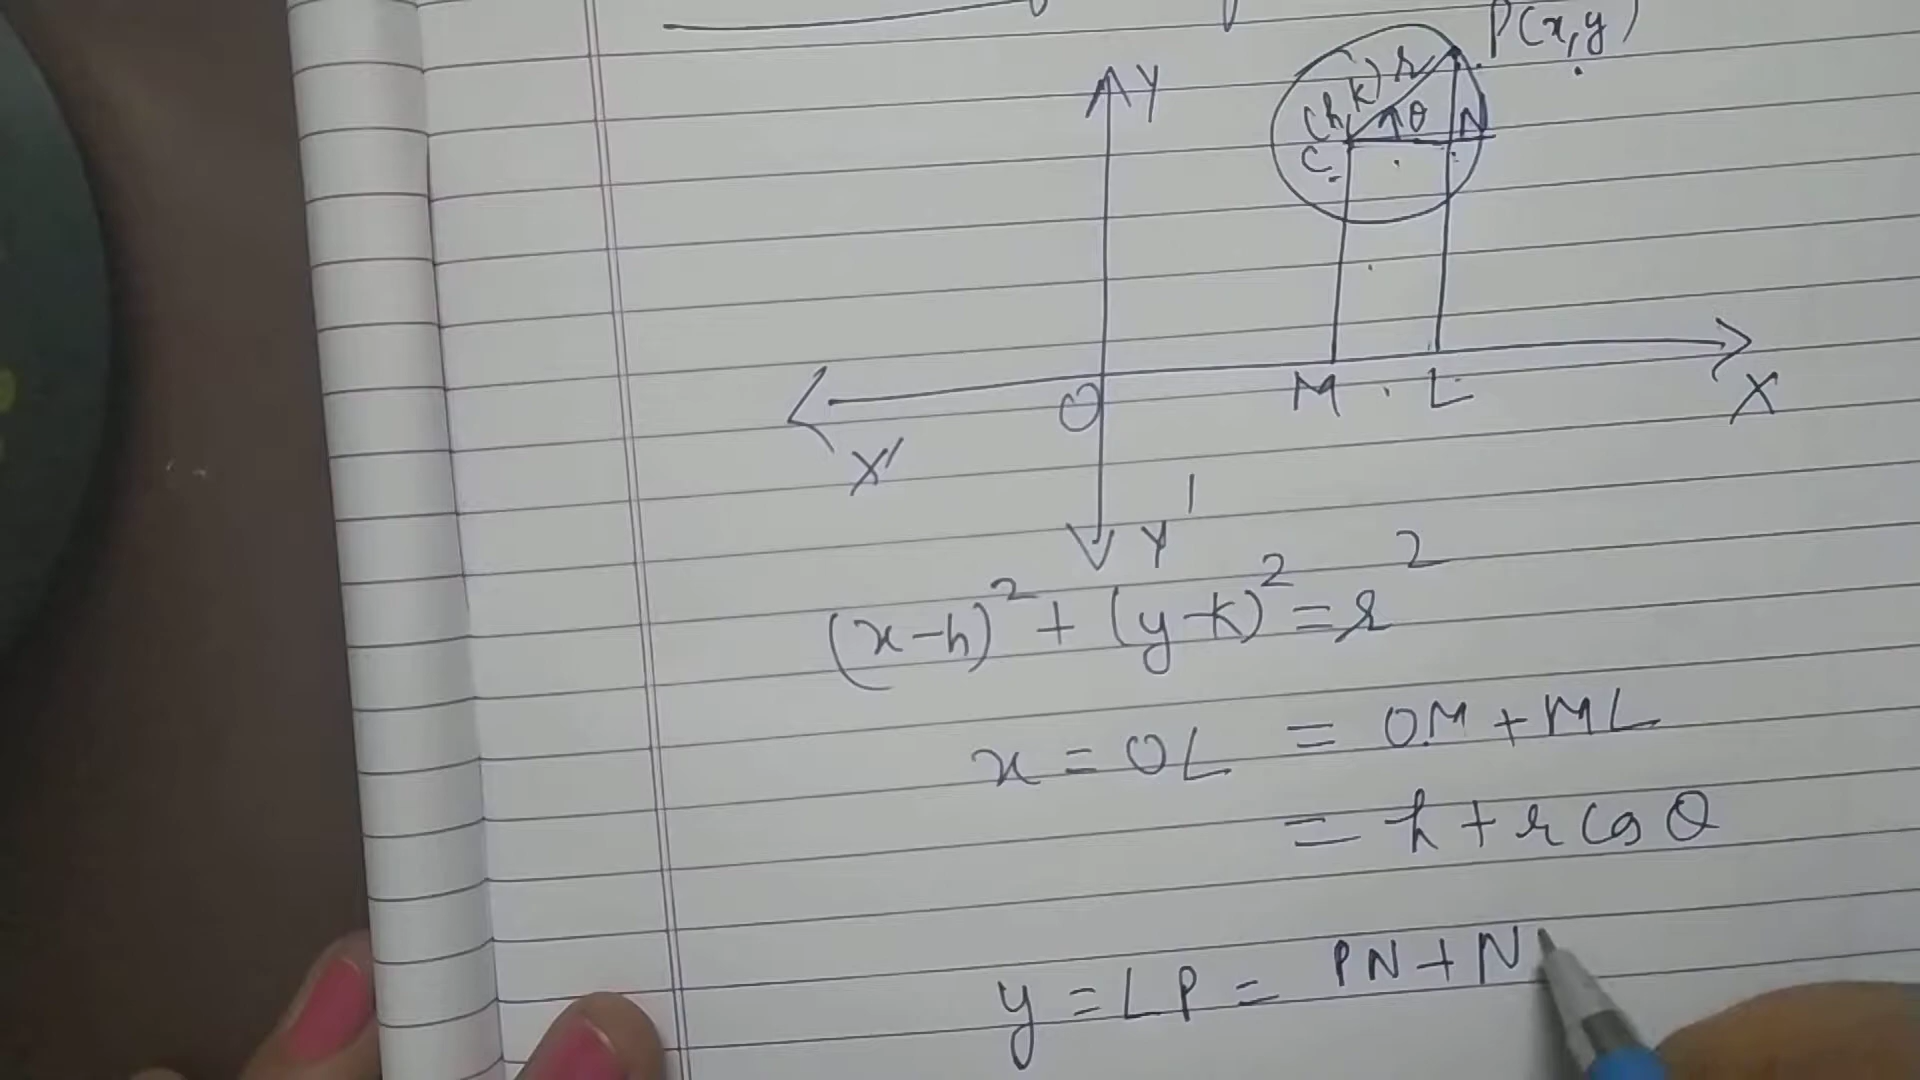 P(x,y)
Y
(h,k) r
θ N
C
O M L X
X'
Y'
(x-h)² + (y-k)² = r²
x = OL = OM + ML
= h + r cos θ
y = LP = PN + N